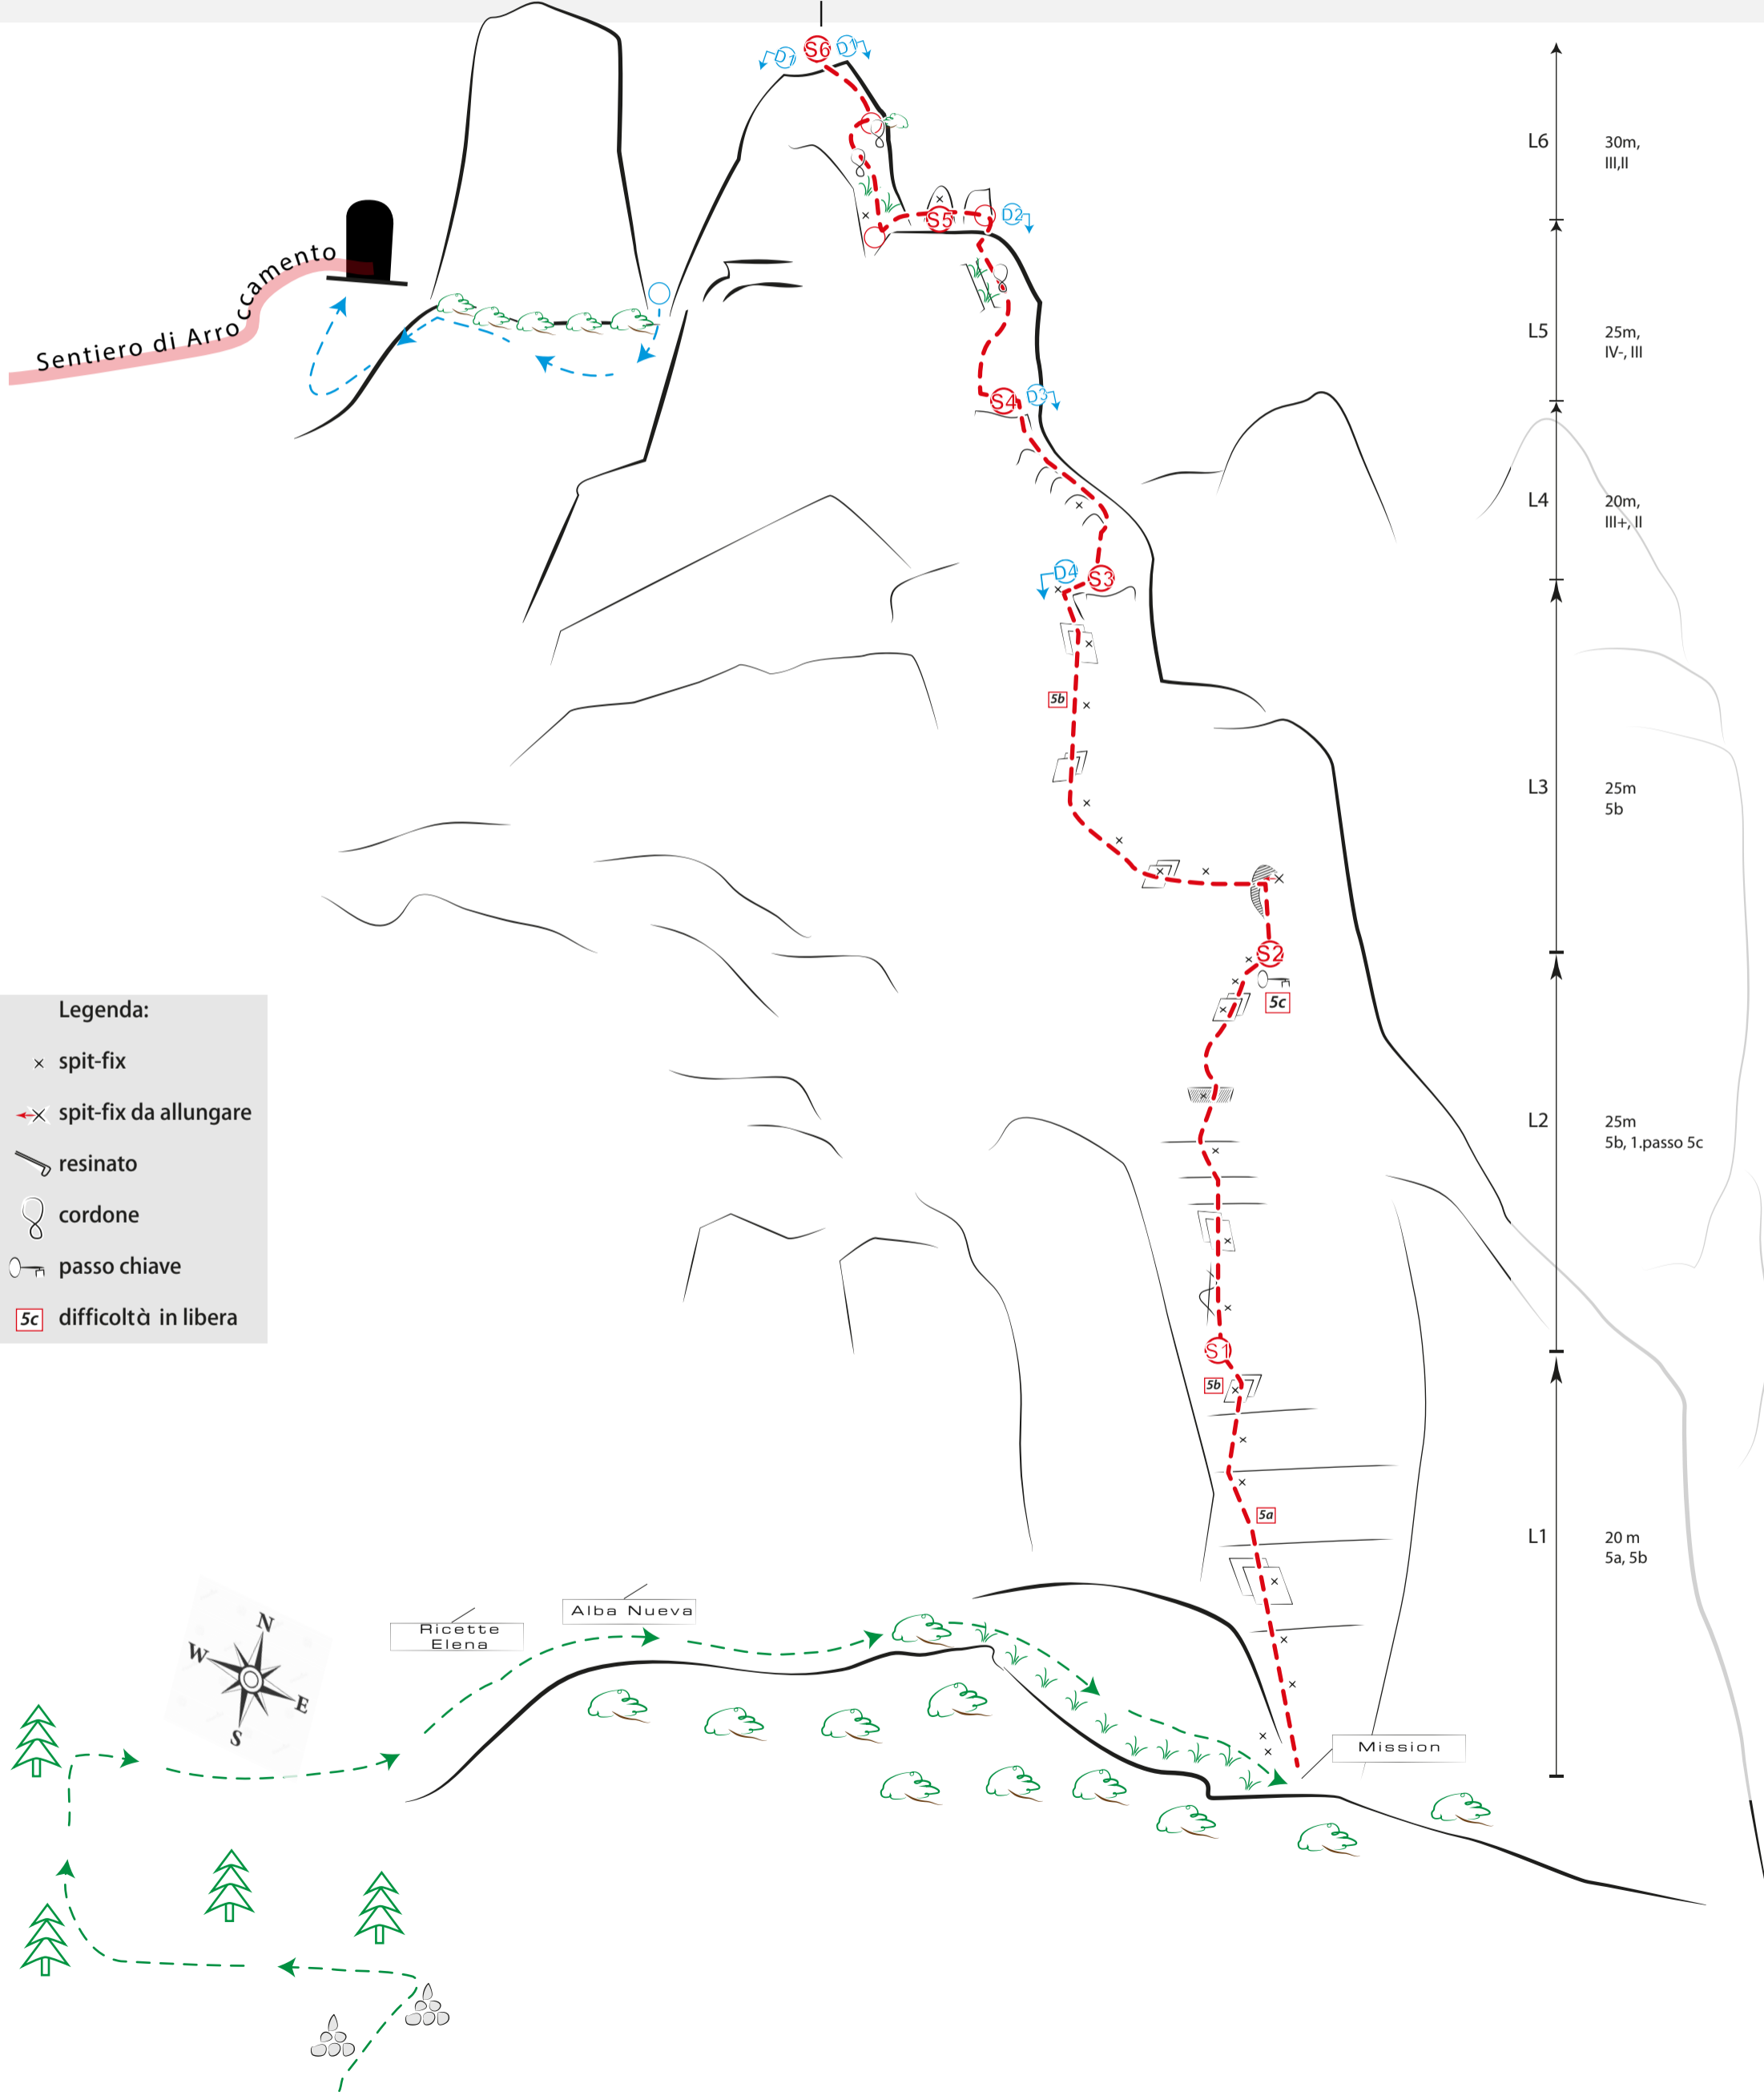 S6
D1
D1
L6
30m,
III,II
S5
D2
Sentiero di Arroccamento
L5
25m,
IV-, III
S4
D3
L4
20m,
III+, II
D4
S3
5b
L3
25m
5b
S2
5c
Legenda:
spit-fix
spit-fix da allungare
resinato
cordone
passo chiave
5c difficoltà in libera
L2
25m
5b, 1.passo 5c
S1
5b
5a
L1
20 m
5a, 5b
Alba Nueva
Ricette
Elena
N
W
E
S
Mission